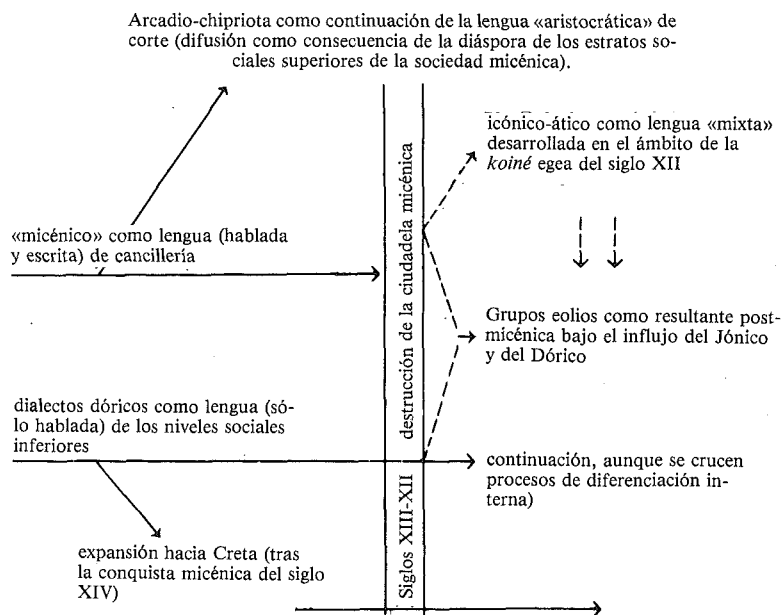 Arcadio-chipriota como continuación de la lengua «aristocrática» de
corte (difusión como consecuencia de la diáspora de los estratos so-
ciales superiores de la sociedad micénica).
icónico-ático como lengua «mixta»
desarrollada en el ámbito de la
koiné egea del siglo XII
«micénico» como lengua (hablada
y escrita) de cancillería
destrucción de la ciudadela micénica
Grupos eolios como resultante post-
micénica bajo el influjo del Jónico
y del Dórico
dialectos dóricos como lengua (só-
lo hablada) de los niveles sociales
inferiores
continuación, aunque se crucen
procesos de diferenciación in-
terna)
Siglos XIII-XII
expansión hacia Creta (tras
la conquista micénica del siglo
XIV)